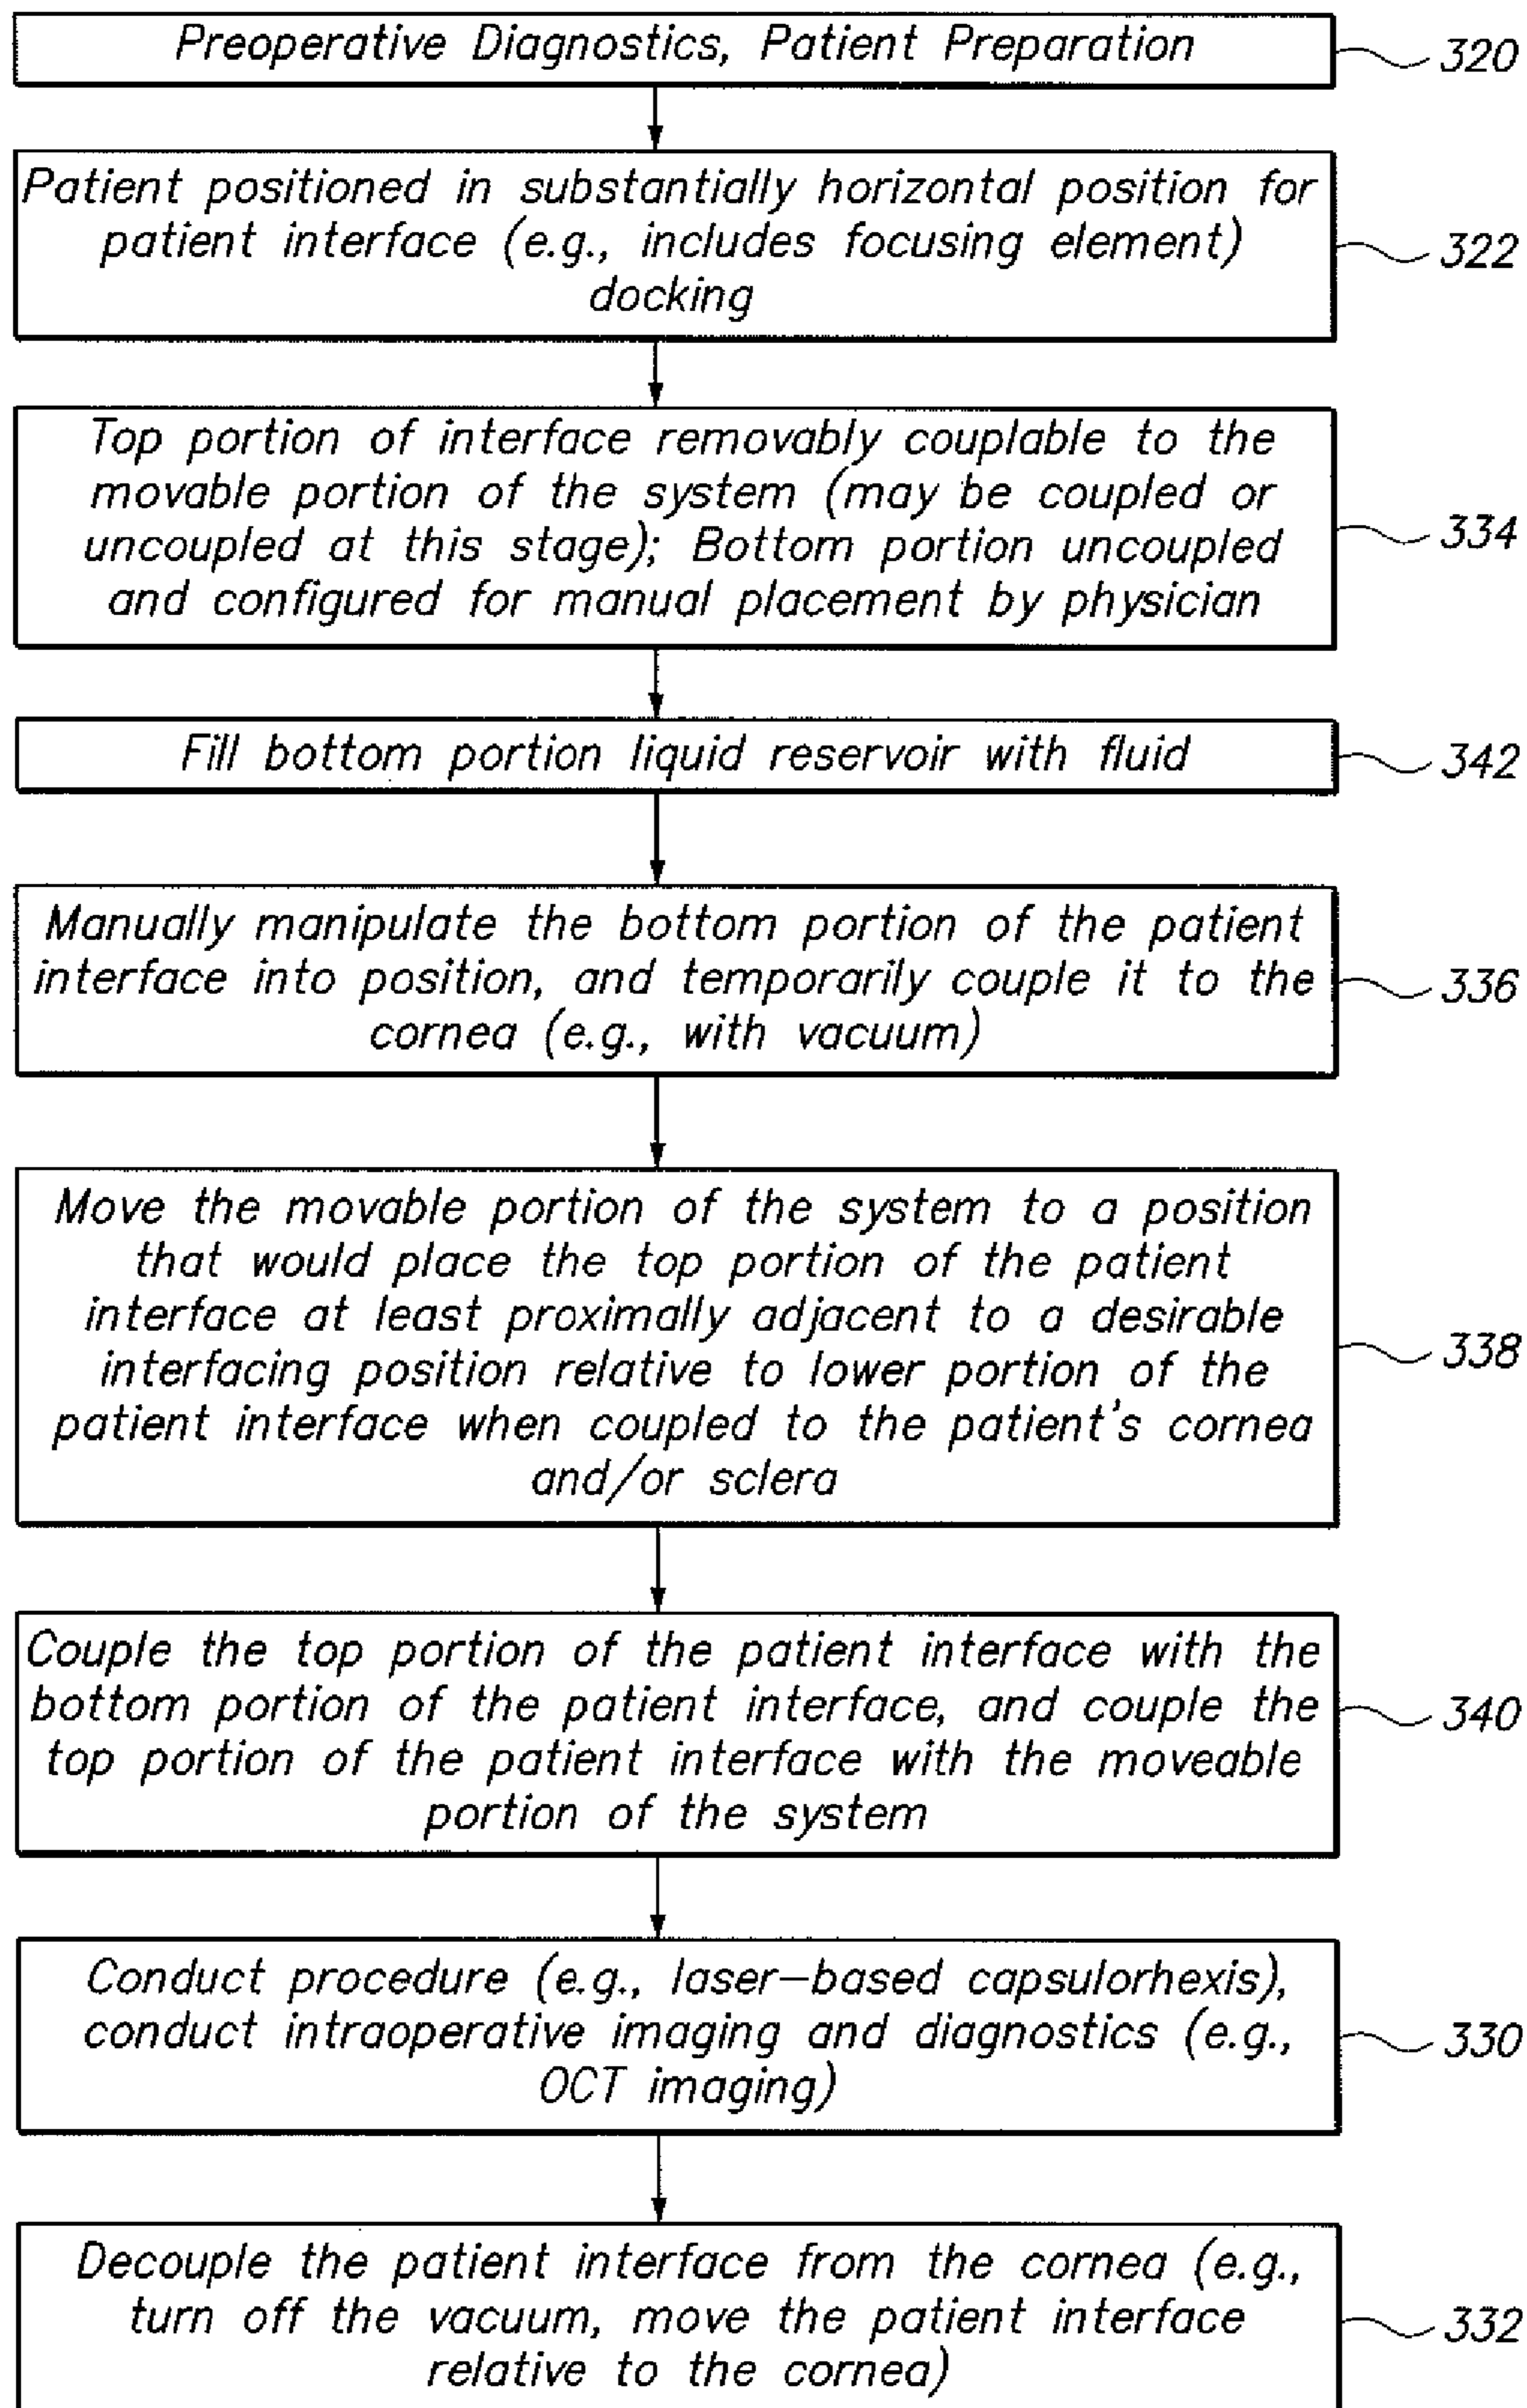 Preoperative Diagnostics, Patient Preparation
320
Patient positioned in substantially horizontal position for
patient interface (e.g., includes focusing element)
docking
322
Top portion of interface removably couplable to the
movable portion of the system (may be coupled or
uncoupled at this stage); Bottom portion uncoupled
and configured for manual placement by physician
334
Fill bottom portion liquid reservoir with fluid
342
Manually manipulate the bottom portion of the patient
interface into position, and temporarily couple it to the
cornea (e.g., with vacuum)
336
Move the movable portion of the system to a position
that would place the top portion of the patient
interface at least proximally adjacent to a desirable
interfacing position relative to lower portion of the
patient interface when coupled to the patient's cornea
and/or sclera
338
Couple the top portion of the patient interface with the
bottom portion of the patient interface, and couple the
top portion of the patient interface with the moveable
portion of the system
340
Conduct procedure (e.g., laser-based capsulorhexis),
conduct intraoperative imaging and diagnostics (e.g.,
OCT imaging)
330
Decouple the patient interface from the cornea (e.g.,
turn off the vacuum, move the patient interface
relative to the cornea)
332